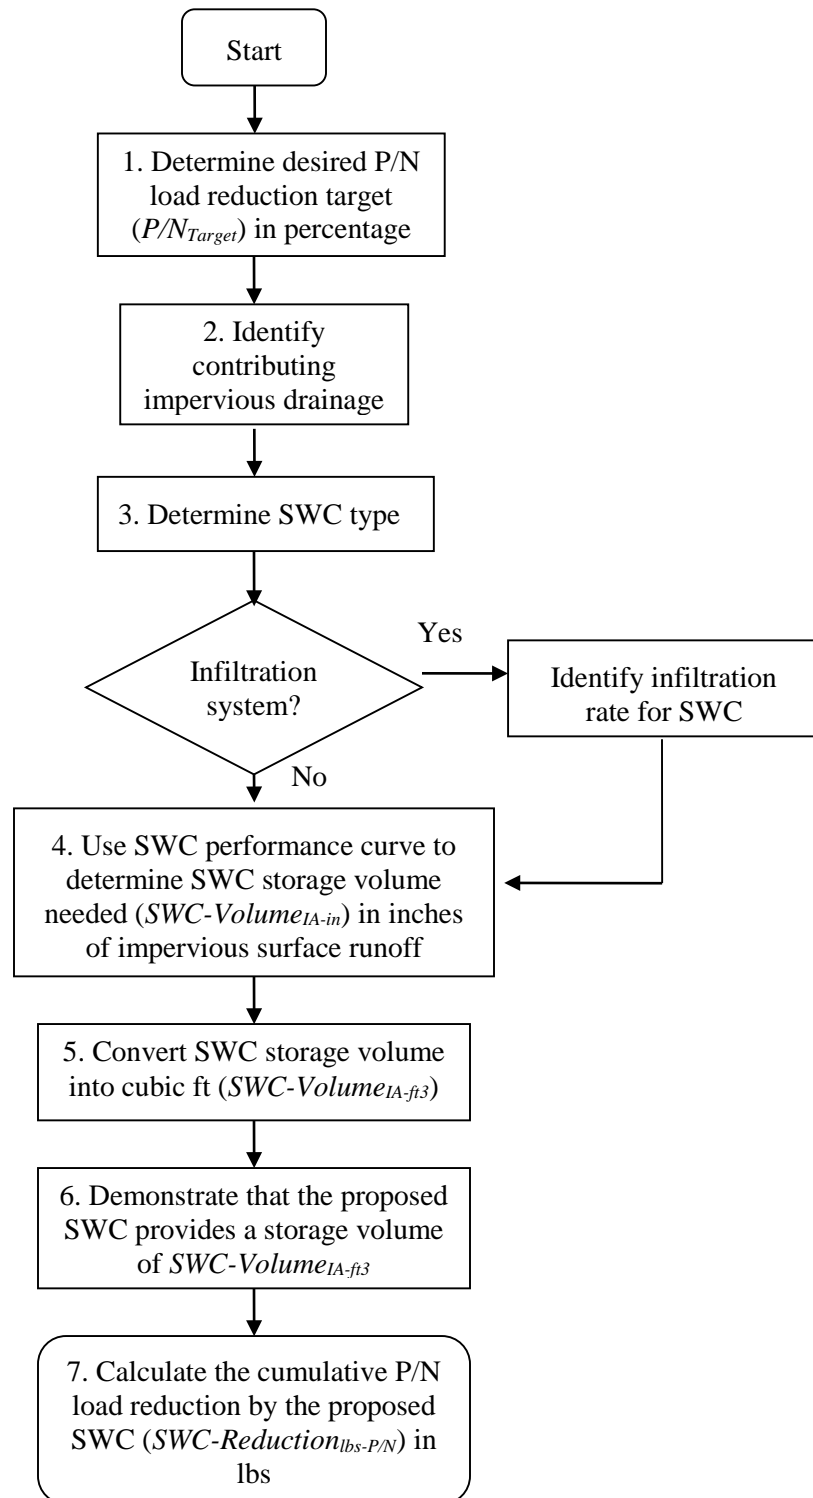 Start
1. Determine desired P/N
load reduction target
(P/NTarget) in percentage
2. Identify
contributing
impervious drainage
3. Determine SWC type
Infiltration
system?
Yes
Identify infiltration
rate for SWC
No
4. Use SWC performance curve to
determine SWC storage volume
needed (SWC-VolumeIA-in) in inches
of impervious surface runoff
5. Convert SWC storage volume
into cubic ft (SWC-VolumeIA-ft3)
6. Demonstrate that the proposed
SWC provides a storage volume
of SWC-VolumeIA-ft3
7. Calculate the cumulative P/N
load reduction by the proposed
SWC (SWC-Reductionlbs-P/N) in
lbs